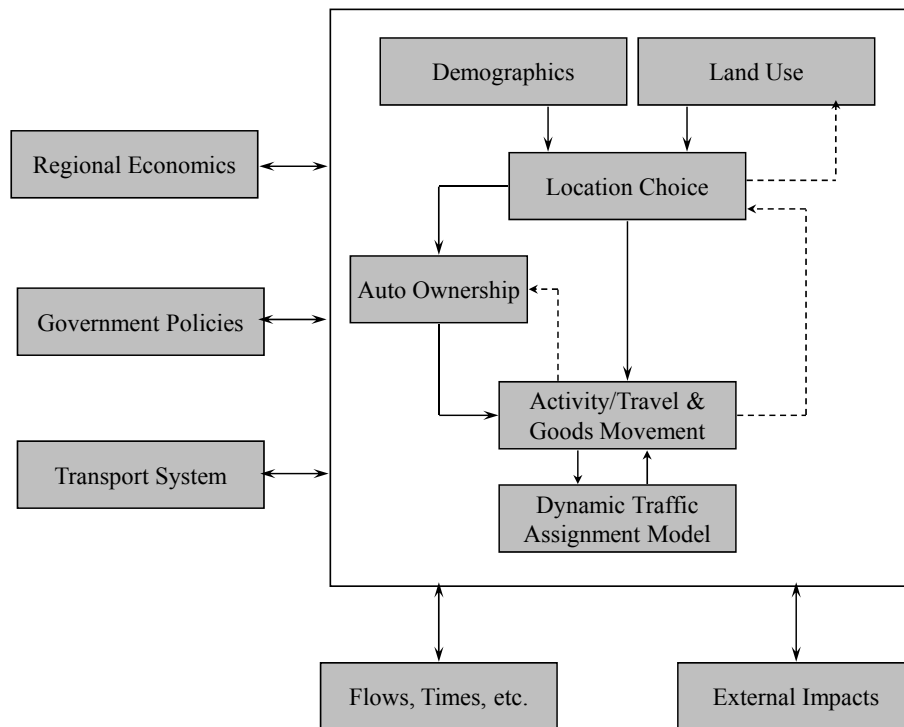 Demographics
Land Use
Regional Economics
Location Choice
Auto Ownership
Government Policies
Activity/Travel &
Goods Movement
Transport System
Dynamic Traffic
Assignment Model
Flows, Times, etc.
External Impacts